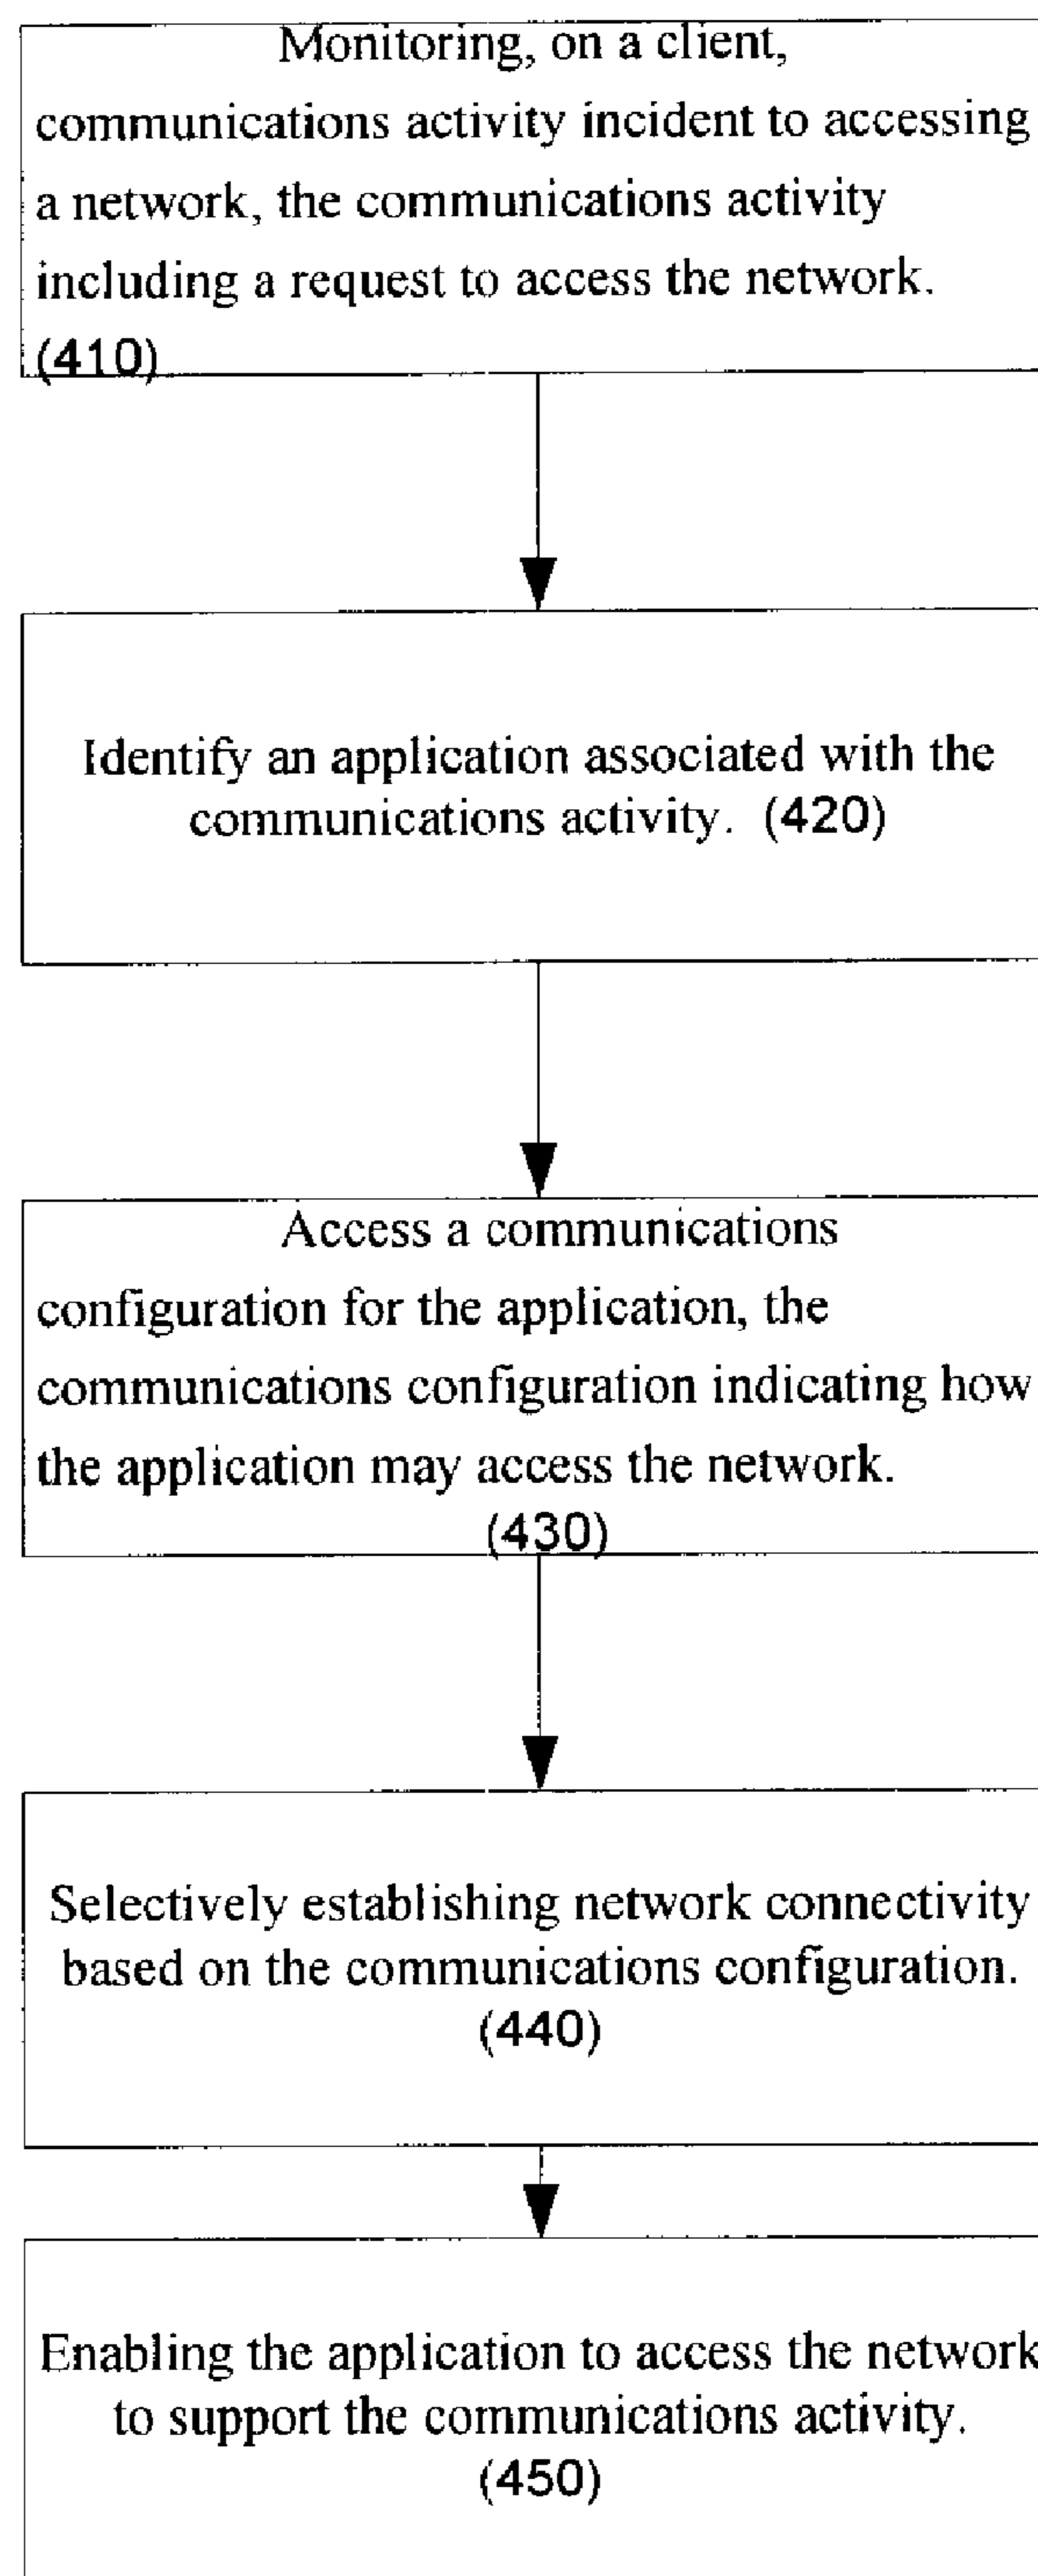 Monitoring, on a client,
communications activity incident to accessing
a network, the communications activity
including a request to access the network.
(410)
Identify an application associated with the
communications activity. (420)
Access a communications
configuration for the application, the
communications configuration indicating how
the application may access the network.
(430)
Selectively establishing network connectivity
based on the communications configuration.
(440)
Enabling the application to access the network
to support the communications activity.
(450)